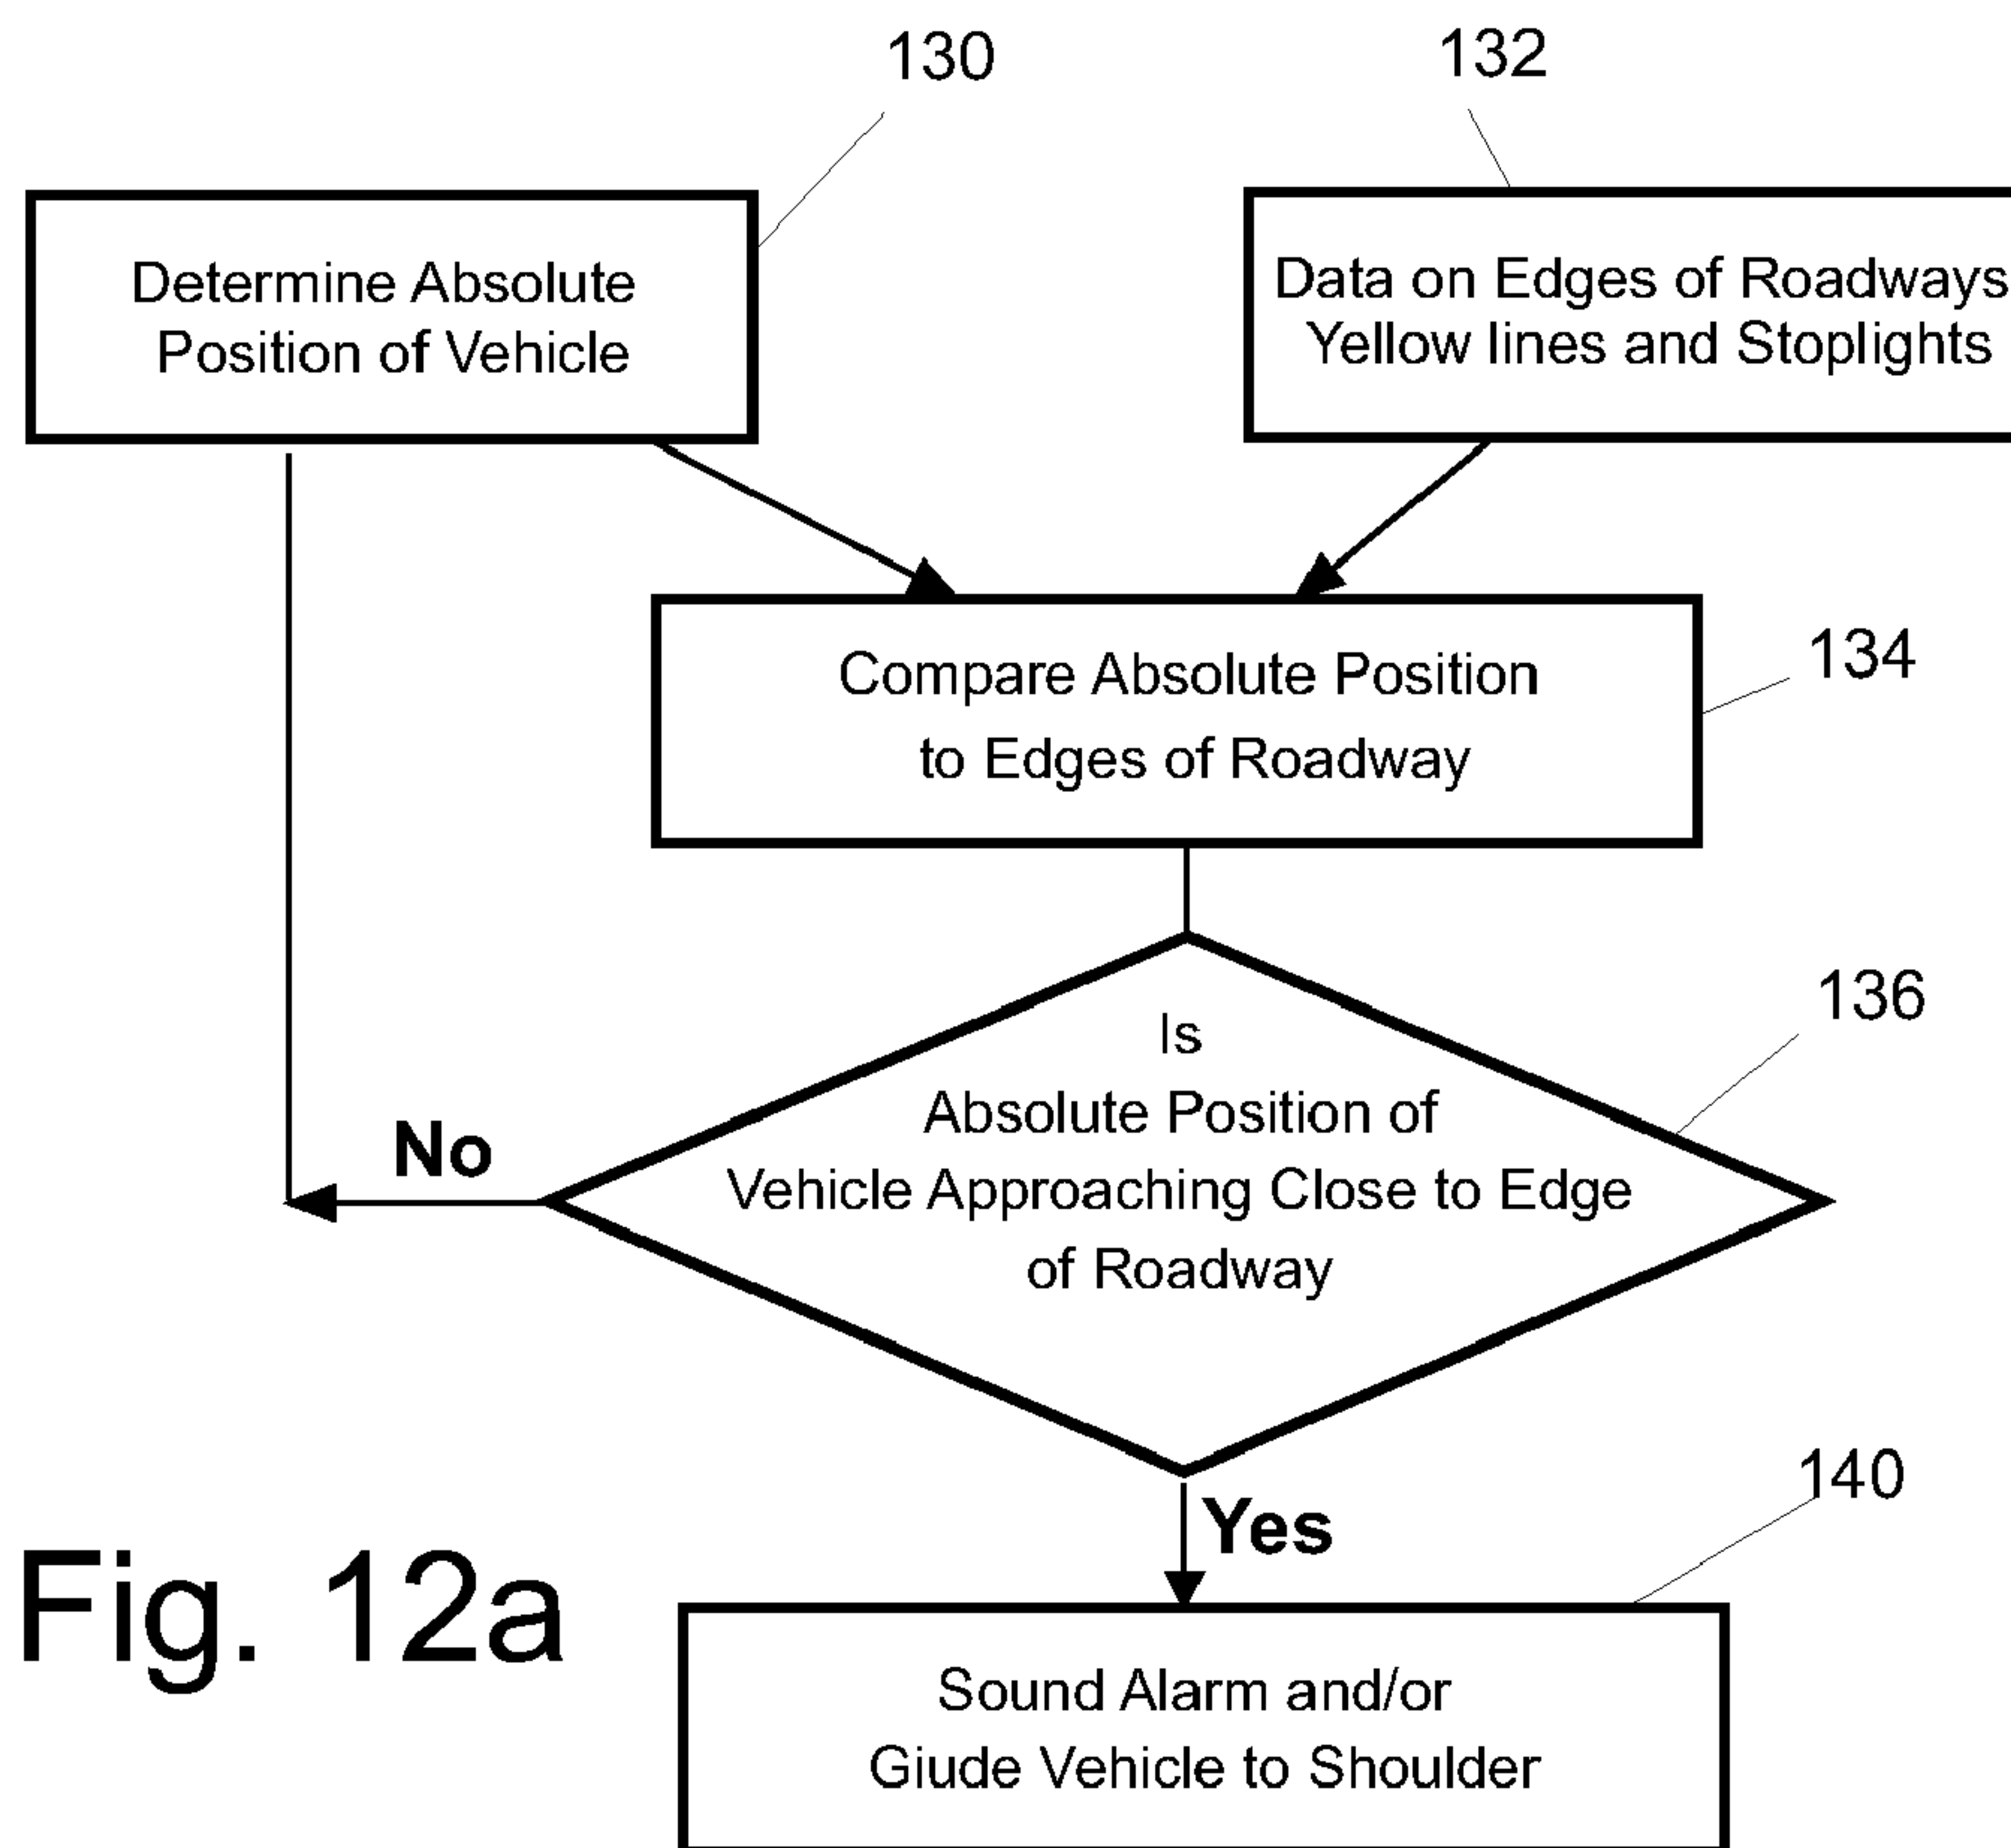 130
132
Determine Absolute
Position of Vehicle
Data on Edges of Roadways
Yellow lines and Stoplights
Compare Absolute Position
to Edges of Roadway
134
136
Is
Absolute Position of
Vehicle Approaching Close to Edge
of Roadway
No
Yes
140
Fig. 12a
Sound Alarm and/or
Giude Vehicle to Shoulder